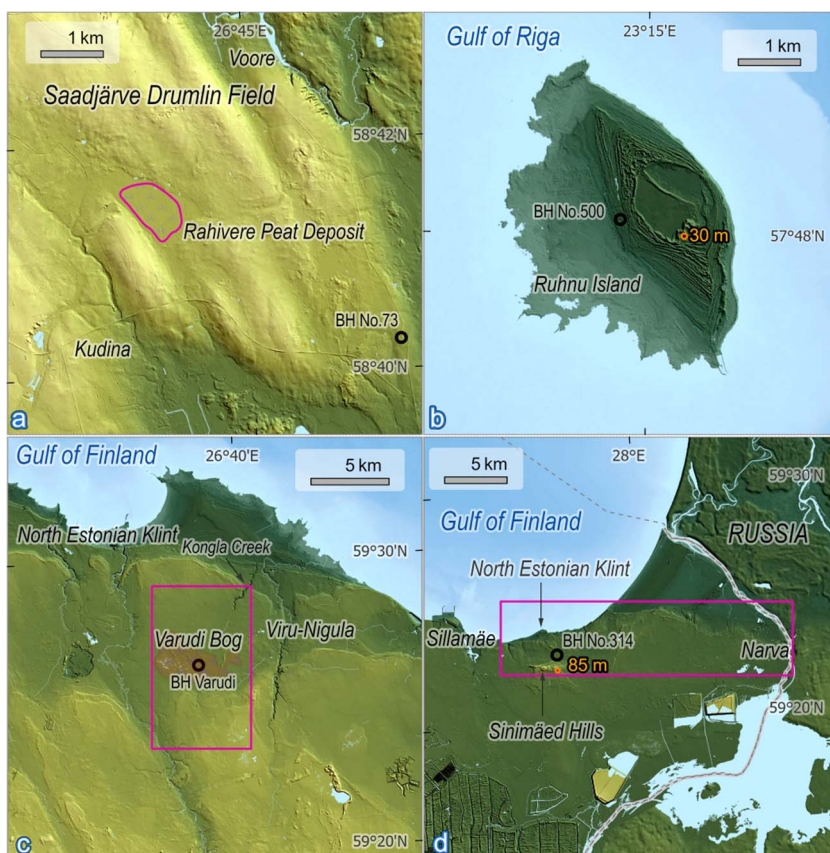 1 km
26°45'E
Voore
Saadjärve Drumlin Field
58°42'N
Rahivere Peat Deposit
BH No.73
Kudina
58°40'N
a
Gulf of Riga
23°15'E
1 km
BH No.500
30 m
57°48'N
Ruhnu Island
b
Gulf of Finland
26°40'E
5 km
North Estonian Klint
Kongla Creek
59°30'N
Varudi Bog
Viru-Nigula
BH Varudi
59°20'N
c
5 km
28°E
59°30'N
Gulf of Finland
RUSSIA
North Estonian Klint
Sillamäe
BH No.314
Narva
85 m
59°20'N
Sinimäed Hills
d